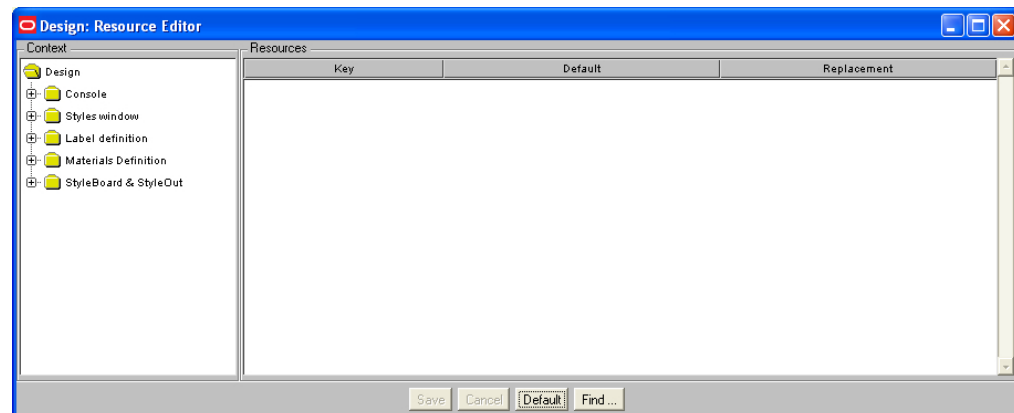 Design: Resource Editor
Context
Resources
Design
Console
Styles window
Label definition
Materials Definition
StyleBoard & StyleOut
Key Default Replacement
Save Cancel Default Find ...